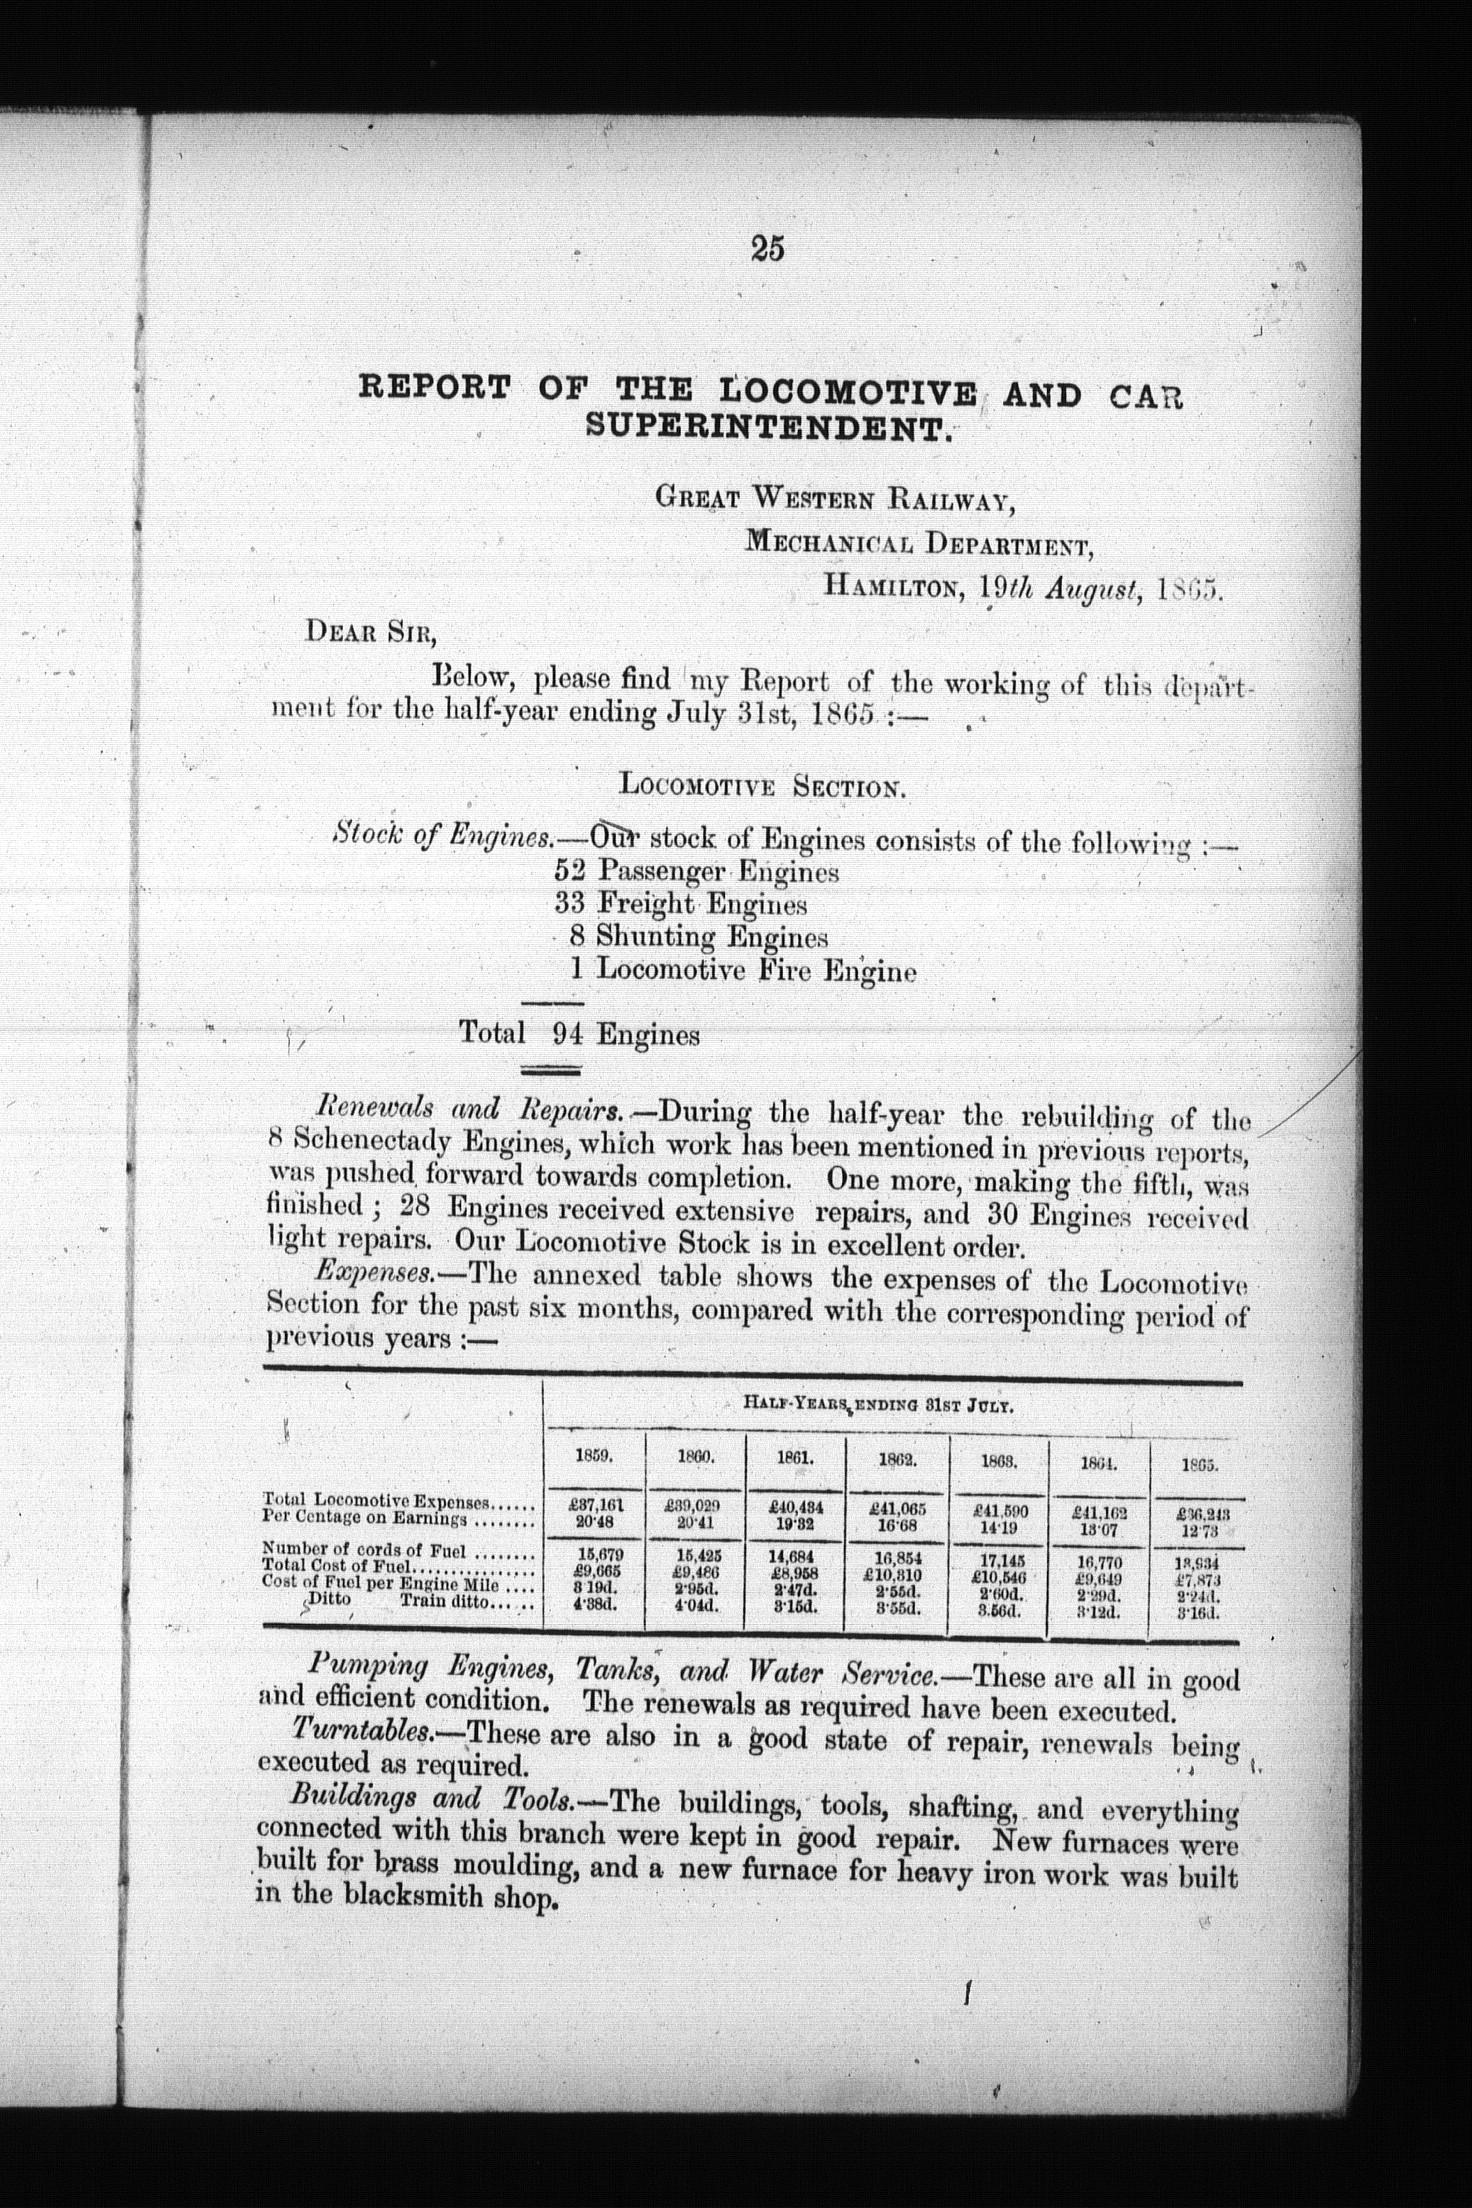 25
REPORT OF THE LOCOMOTIVE AND CAR
SUPERINTENDENT.
GREAT WESTERN RAILWAY,
MECHANICAL DEPARTMENT,
HAMILTON, 19th August, 1865.
DEAR SIR,
Below, please find my Report of the working of this depart-
ment for the half-year ending July 31st, 1865 :—
LOCOMOTIVE SECTION.
Stock of Engines.—Our stock of Engines consists of the following :—
52 Passenger Engines
33 Freight Engines
8 Shunting Engines
1 Locomotive Fire Engine
Total 94 Engines
Renewals and Repairs.—During the half-year the rebuilding of the
8 Schenectady Engines, which work has been mentioned in previous reports,
was pushed forward towards completion. One more, making the fifth, was
finished ; 28 Engines received extensive repairs, and 30 Engines received
light repairs. Our Locomotive Stock is in excellent order.
Expenses.—The annexed table shows the expenses of the Locomotive
Section for the past six months, compared with the corresponding period of
previous years :—
HALF-YEARS ENDING 31ST JULY.
1859. 1860. 1861. 1862. 1863. 1864. 1865.
Total Locomotive Expenses...... £37,161 £39,029 £40,434 £41,065 £41,590 £41,162 £36,243
Per Centage on Earnings ........ 20·48 20·41 19·32 16·68 14·19 13·07 12·73
Number of cords of Fuel ........ 15,679 15,425 14,684 16,854 17,145 16,770 13,934
Total Cost of Fuel............... £9,665 £9,486 £8,958 £10,310 £10,546 £9,649 £7,873
Cost of Fuel per Engine Mile .... 3 19d. 2·95d. 2·47d. 2·55d. 2·60d. 2·29d. 2·24d.
Ditto Train ditto...... 4·38d. 4·04d. 3·15d. 3·55d. 3.56d. 3·12d. 3·16d.
Pumping Engines, Tanks, and Water Service.—These are all in good
and efficient condition. The renewals as required have been executed.
Turntables.—These are also in a good state of repair, renewals being
executed as required.
Buildings and Tools.—The buildings, tools, shafting, and everything
connected with this branch were kept in good repair. New furnaces were
built for brass moulding, and a new furnace for heavy iron work was built
in the blacksmith shop.